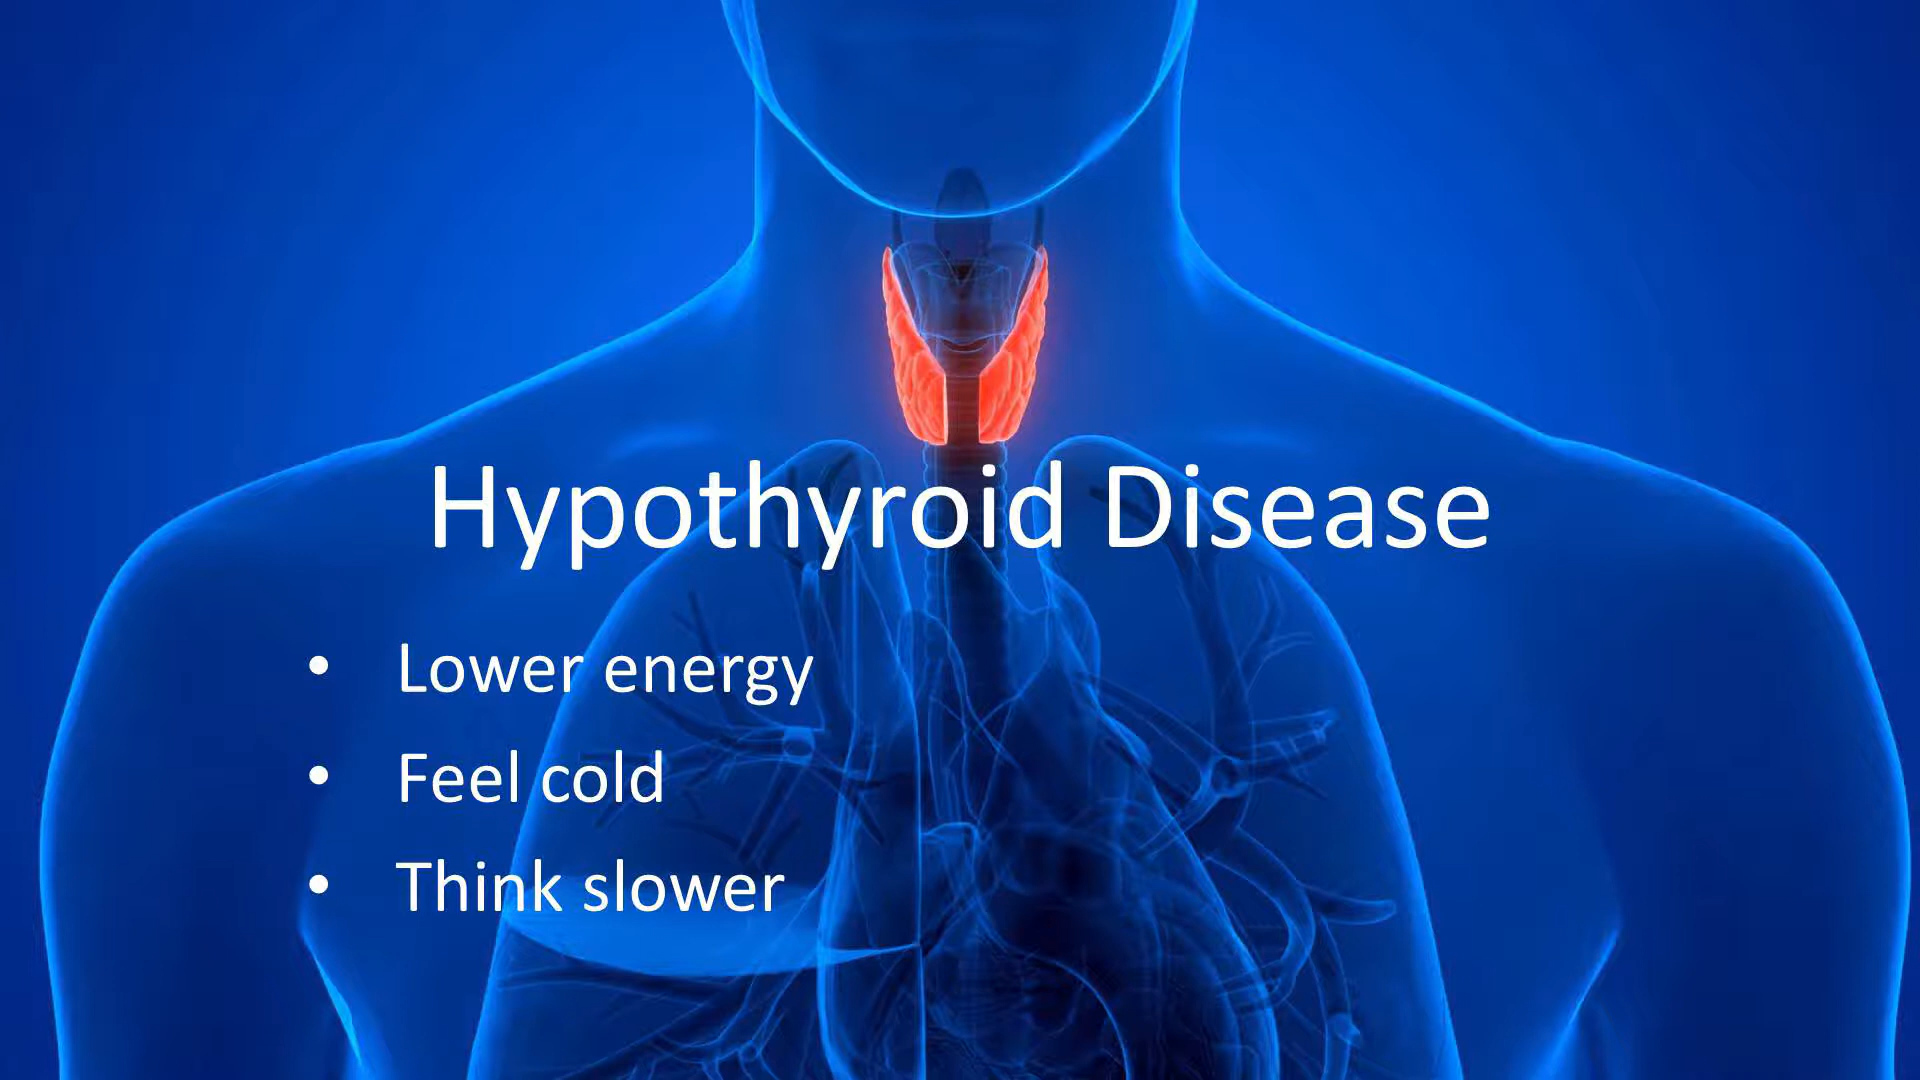 Hypothyroid Disease
• Lower energy
• Feel cold
• Think slower